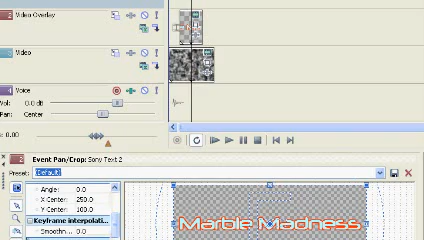 2 Video Overlay
Video
4 Voice
Vol: 0.0 dB
Pan: Center
: 0.00
2 Event Pan/Crop: Sony Text 2
Preset: (Default)
Angle: 0.0
X Center: 250.0
Y Center: 100.0
Keyframe interpolati
Smoothn... 0.0
Marble Madness